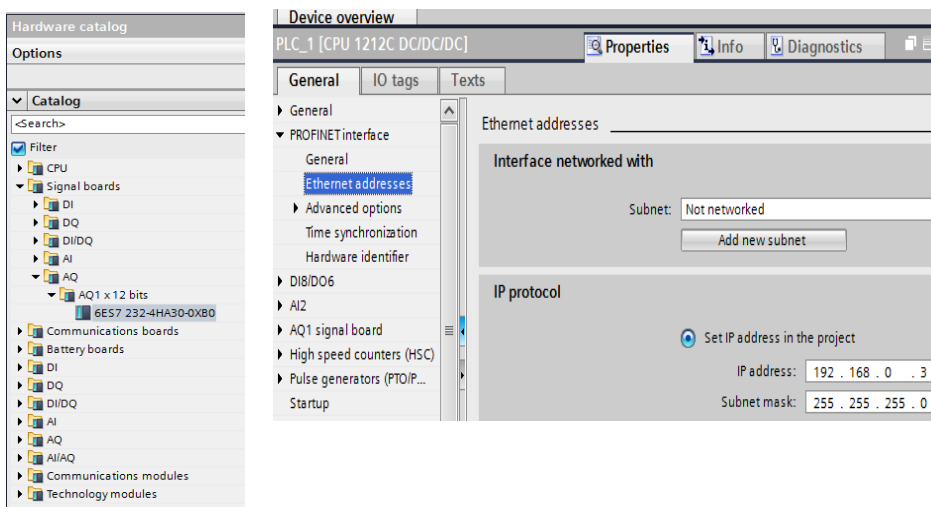 Hardware catalog
Options
Catalog
<Search>
Filter
CPU
Signal boards
DI
DQ
DI/DQ
AI
AQ
AQ1 x 12 bits
6ES7 232-4HA30-0XB0
Communications boards
Battery boards
DI
DQ
DI/DQ
AI
AQ
AI/AQ
Communications modules
Technology modules
Device overview
PLC_1 [CPU 1212C DC/DC/DC]
Properties
Info
Diagnostics
General
IO tags
Texts
General
PROFINET interface
General
Ethernet addresses
Advanced options
Time synchronization
Hardware identifier
DI8/DO6
AI2
AQ1 signal board
High speed counters (HSC)
Pulse generators (PTO/P...
Startup
Ethernet addresses
Interface networked with
Subnet: Not networked
Add new subnet
IP protocol
Set IP address in the project
IP address: 192 . 168 . 0 . 3
Subnet mask: 255 . 255 . 255 . 0